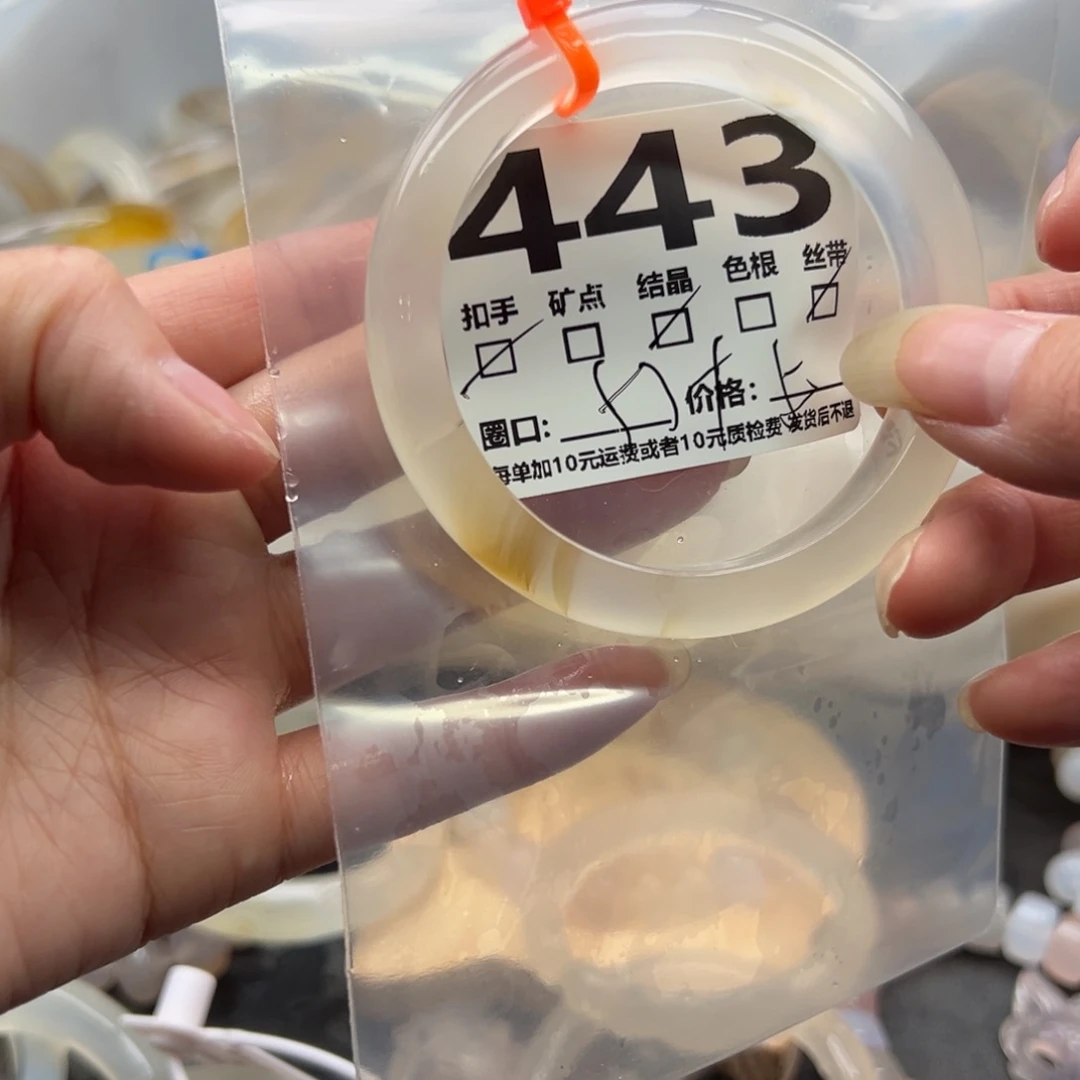 443
扣手 矿点 结晶 色根 丝带
圈口: 价格:
每单加10元运费或者10元质检费 发货后不退